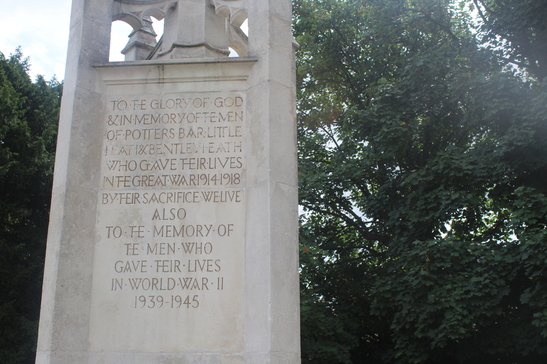 TO THE GLORY OF GOD
& IN MEMORY OF THE MEN
OF POTTERS BAR LITTLE
HEATH & BENTLEY HEATH
WHO GAVE THEIR LIVES
IN THE GREAT WAR 1914-1918
BY THEIR SACRIFICE WE LIVE
ALSO
TO·THE·MEMORY·OF
THE·MEN·WHO
GAVE·THEIR·LIVES
IN·WORLD·WAR·II
1939-1945